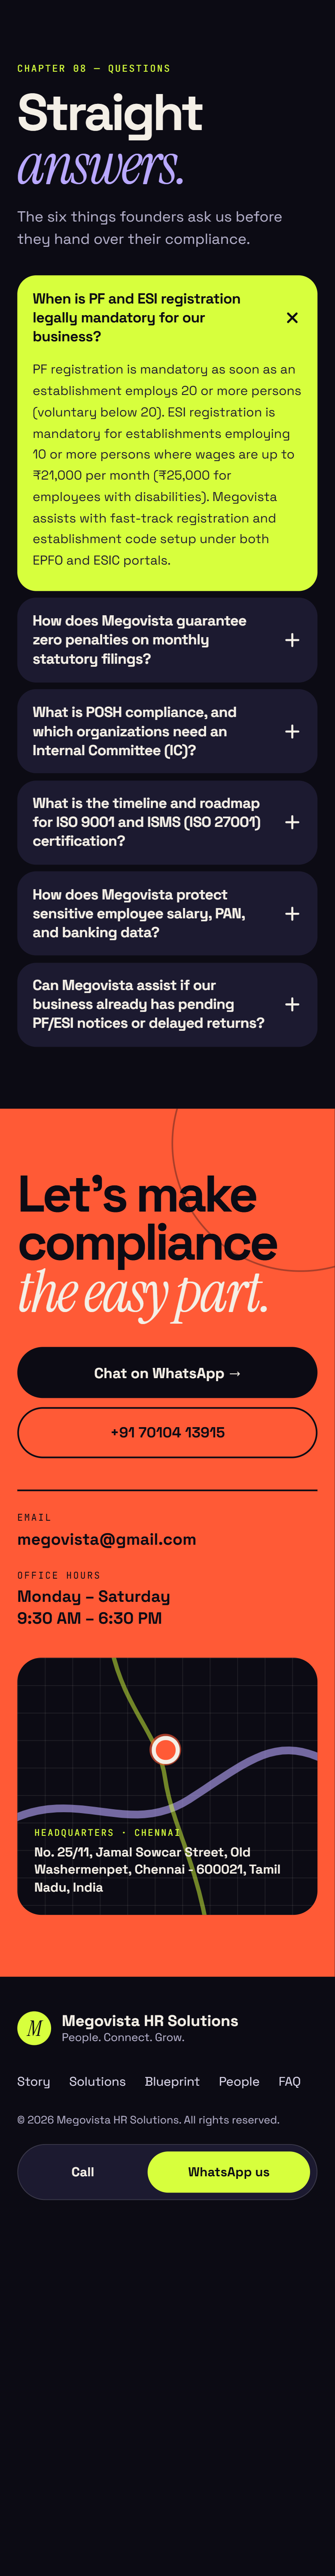 CHAPTER 08 — QUESTIONS
Straight
answers.
The six things founders ask us before
they hand over their compliance.
When is PF and ESI registration
legally mandatory for our
business?
PF registration is mandatory as soon as an
establishment employs 20 or more persons
(voluntary below 20). ESI registration is
mandatory for establishments employing
10 or more persons where wages are up to
₹21,000 per month (₹25,000 for
employees with disabilities). Megovista
assists with fast-track registration and
establishment code setup under both
EPFO and ESIC portals.
How does Megovista guarantee
zero penalties on monthly
statutory filings?
What is POSH compliance, and
which organizations need an
Internal Committee (IC)?
What is the timeline and roadmap
for ISO 9001 and ISMS (ISO 27001)
certification?
How does Megovista protect
sensitive employee salary, PAN,
and banking data?
Can Megovista assist if our
business already has pending
PF/ESI notices or delayed returns?
Let's make
compliance
the easy part.
Chat on WhatsApp →
+91 70104 13915
EMAIL
megovista@gmail.com
OFFICE HOURS
Monday – Saturday
9:30 AM – 6:30 PM
HEADQUARTERS · CHENNAI
No. 25/11, Jamal Sowcar Street, Old
Washermenpet, Chennai - 600021, Tamil
Nadu, India
M
Megovista HR Solutions
People. Connect. Grow.
Story Solutions Blueprint People FAQ
© 2026 Megovista HR Solutions. All rights reserved.
Call WhatsApp us